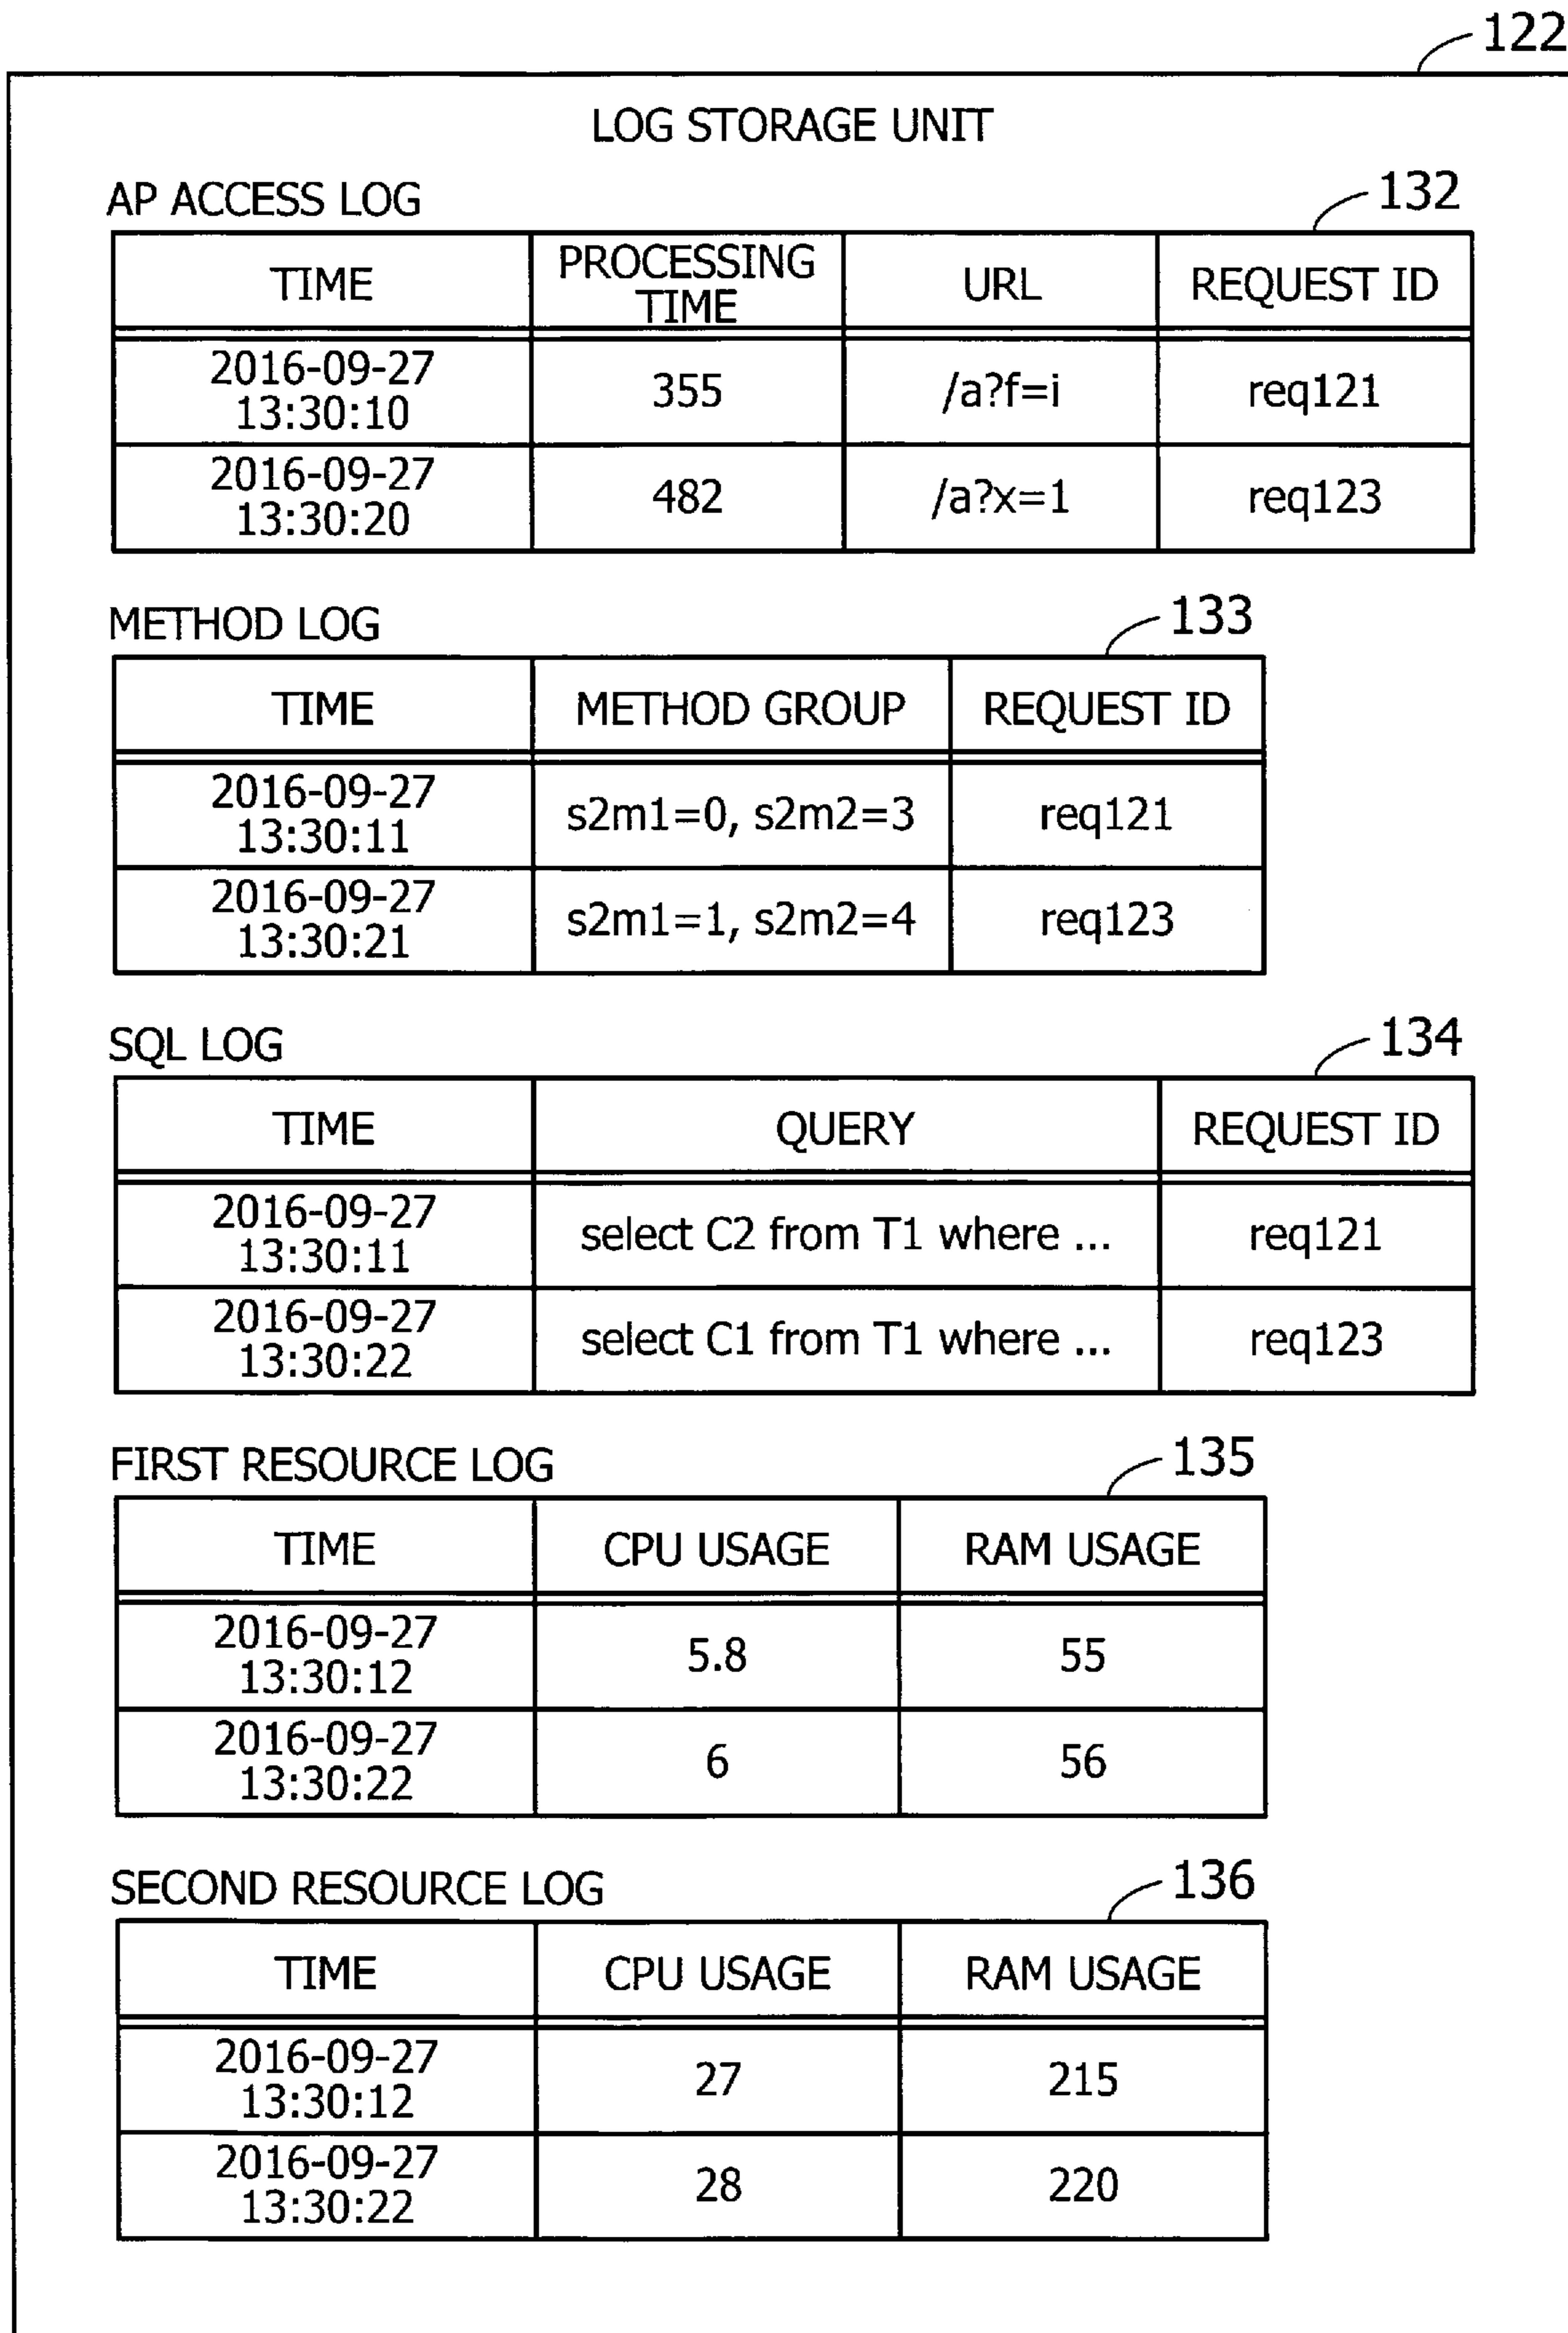 122
LOG STORAGE UNIT
AP ACCESS LOG
132
TIME
PROCESSING
TIME
URL
REQUEST ID
2016-09-27
13:30:10
355
/a?f=i
req121
2016-09-27
13:30:20
482
/a?x=1
req123
METHOD LOG
133
TIME
METHOD GROUP
REQUEST ID
2016-09-27
13:30:11
s2m1=0, s2m2=3
req121
2016-09-27
13:30:21
s2m1=1, s2m2=4
req123
SQL LOG
134
TIME
QUERY
REQUEST ID
2016-09-27
13:30:11
select C2 from T1 where ...
req121
2016-09-27
13:30:22
select C1 from T1 where ...
req123
FIRST RESOURCE LOG
135
TIME
CPU USAGE
RAM USAGE
2016-09-27
13:30:12
5.8
55
2016-09-27
13:30:22
6
56
SECOND RESOURCE LOG
136
TIME
CPU USAGE
RAM USAGE
2016-09-27
13:30:12
27
215
2016-09-27
13:30:22
28
220